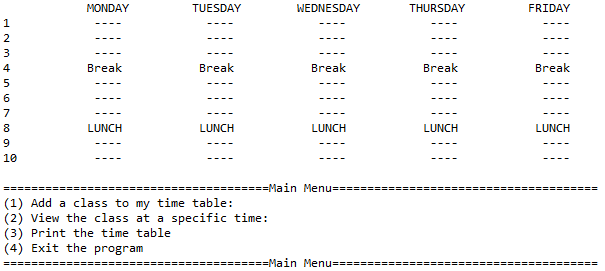 MONDAY TUESDAY WEDNESDAY THURSDAY FRIDAY
1 ---- ---- ---- ---- ----
2 ---- ---- ---- ---- ----
3 ---- ---- ---- ---- ----
4 Break Break Break Break Break
5 ---- ---- ---- ---- ----
6 ---- ---- ---- ---- ----
7 ---- ---- ---- ---- ----
8 LUNCH LUNCH LUNCH LUNCH LUNCH
9 ---- ---- ---- ---- ----
10 ---- ---- ---- ---- ----
======================================Main Menu======================================
(1) Add a class to my time table:
(2) View the class at a specific time:
(3) Print the time table
(4) Exit the program
======================================Main Menu======================================